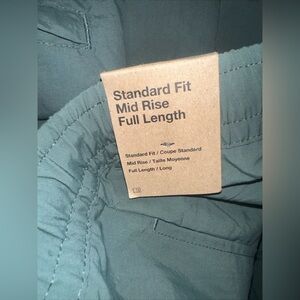 Standard Fit
Mid Rise
Full Length
Standard Fit / Coupe Standard
Mid Rise / Taille Moyenne
Full Length / Long